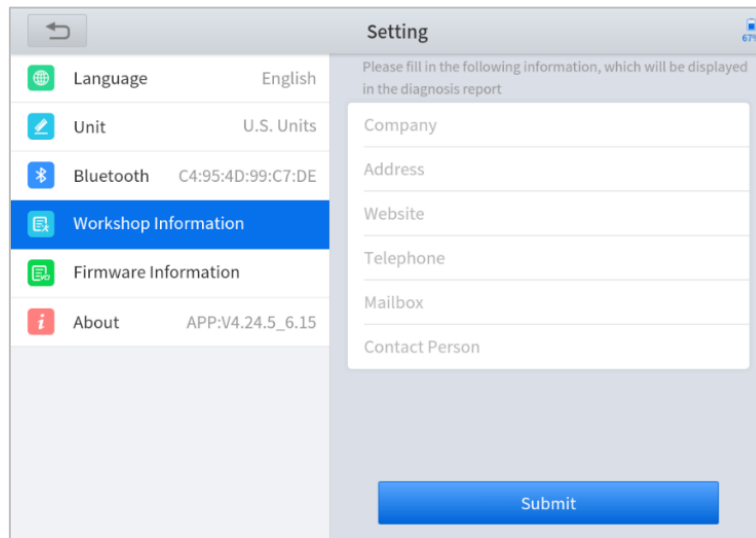 Setting
67%
Language English
Unit U.S. Units
Bluetooth C4:95:4D:99:C7:DE
Workshop Information
Firmware Information
About APP:V4.24.5_6.15
Please fill in the following information, which will be displayed
in the diagnosis report
Company
Address
Website
Telephone
Mailbox
Contact Person
Submit